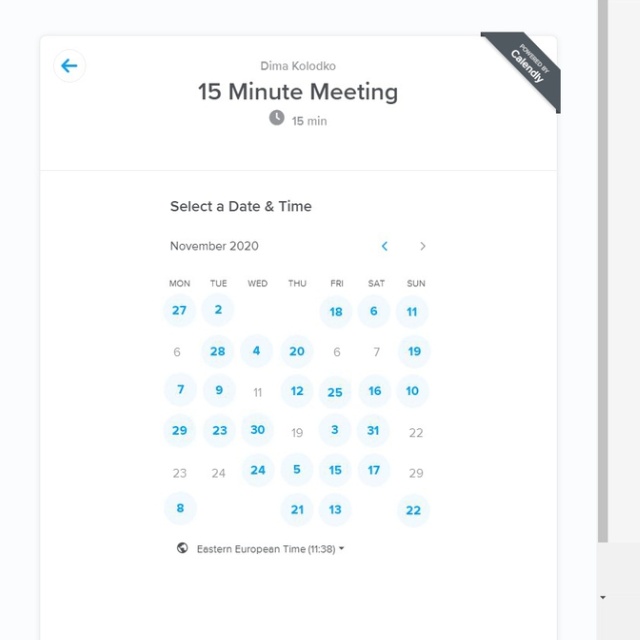 POWERED BY
Calendly
Dima Kolodko
15 Minute Meeting
15 min
Select a Date & Time
November 2020
MON TUE WED THU FRI SAT SUN
27 2 18 6 11
6 28 4 20 6 7 19
7 9 11 12 25 16 10
29 23 30 19 3 31 22
23 24 24 5 15 17 29
8 21 13 22
Eastern European Time (11:38)